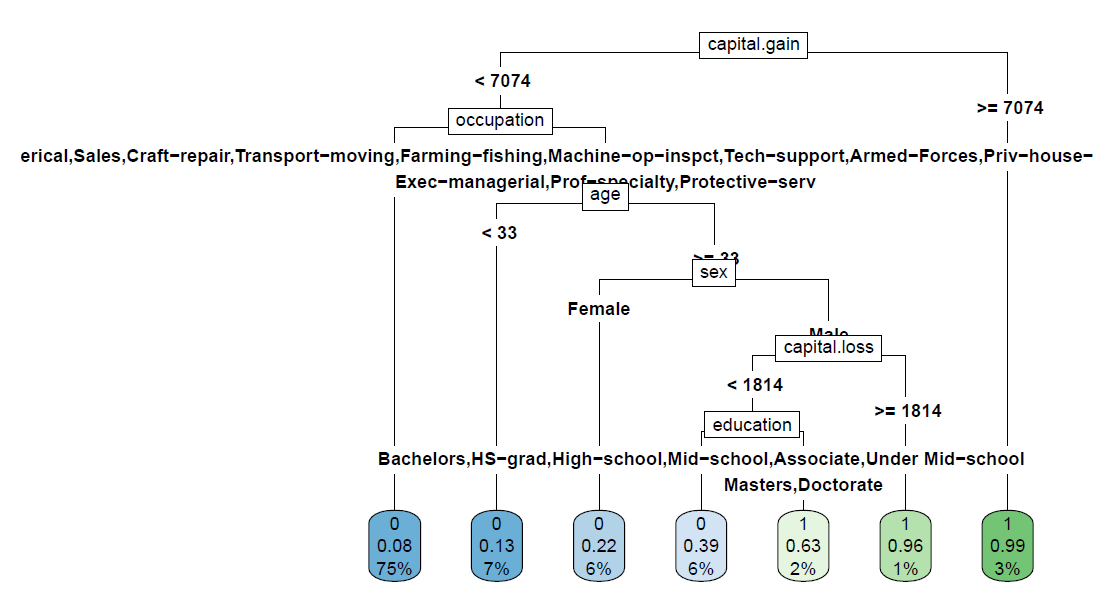 capital.gain
< 7074
>= 7074
occupation
erical,Sales,Craft−repair,Transport−moving,Farming−fishing,Machine−op−inspct,Tech−support,Armed−Forces,Priv−house−
Exec−managerial,Prof−specialty,Protective−serv
age
< 33
>= 33
sex
Female
Male
capital.loss
< 1814
>= 1814
education
Bachelors,HS−grad,High−school,Mid−school,Associate,Under Mid−school
Masters,Doctorate
0 0 0 0 1 1 1
0.08 0.13 0.22 0.39 0.63 0.96 0.99
75% 7% 6% 6% 2% 1% 3%